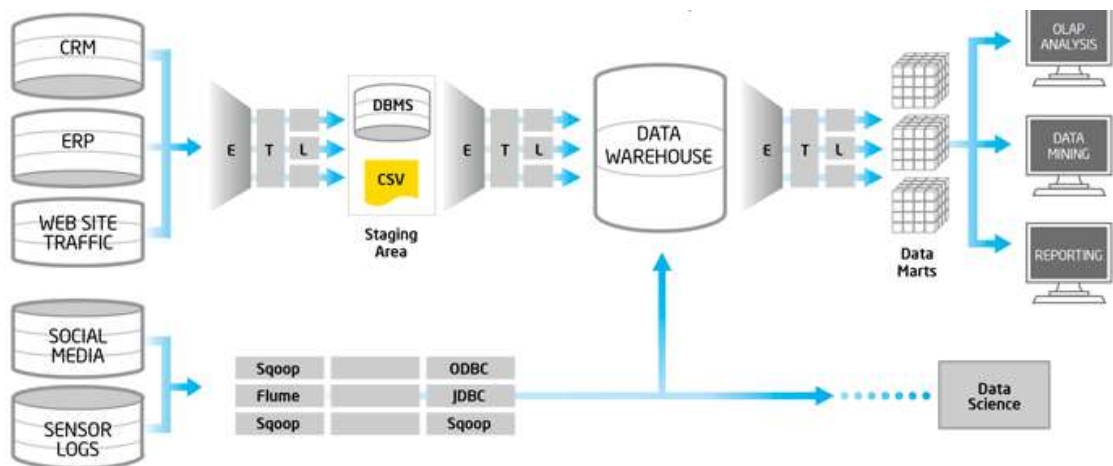 CRM
ERP
WEB SITE
TRAFFIC
E T L
DBMS
CSV
Staging
Area
E T L
DATA
WAREHOUSE
E T L
Data
Marts
OLAP
ANALYSIS
DATA
MINING
REPORTING
SOCIAL
MEDIA
SENSOR
LOGS
Sqoop
Flume
Sqoop
ODBC
JDBC
Sqoop
Data
Science